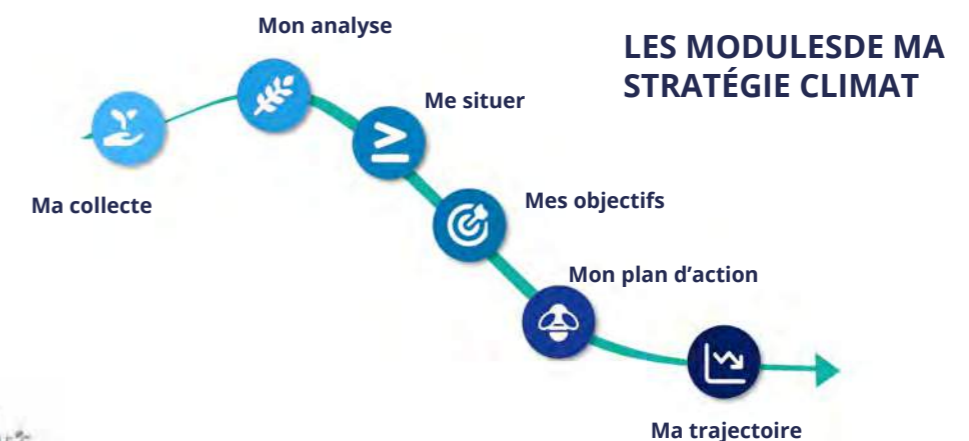 LES MODULESDE MA
STRATÉGIE CLIMAT
Mon analyse
Me situer
Ma collecte
Mes objectifs
Mon plan d’action
Ma trajectoire